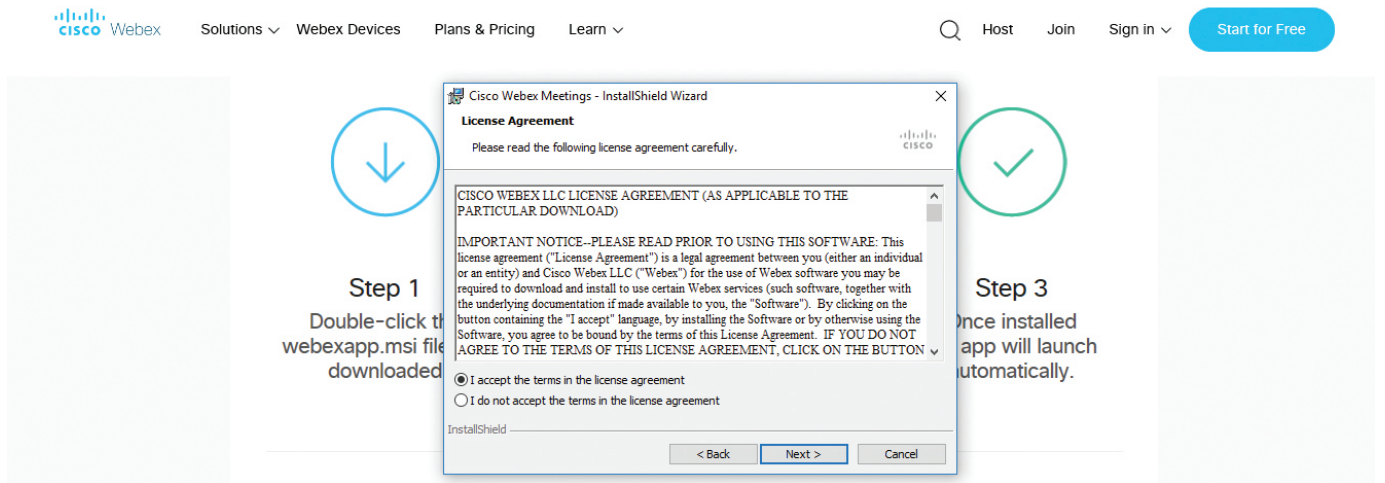 cisco Webex Solutions Webex Devices Plans & Pricing Learn Host Join Sign in Start for Free
Cisco Webex Meetings - InstallShield Wizard
License Agreement
Please read the following license agreement carefully.
cisco
CISCO WEBEX LLC LICENSE AGREEMENT (AS APPLICABLE TO THE
PARTICULAR DOWNLOAD)
IMPORTANT NOTICE--PLEASE READ PRIOR TO USING THIS SOFTWARE: This
license agreement ("License Agreement") is a legal agreement between you (either an individual
or an entity) and Cisco Webex LLC ("Webex") for the use of Webex software you may be
required to download and install to use certain Webex services (such software, together with
the underlying documentation if made available to you, the "Software"). By clicking on the
button containing the "I accept" language, by installing the Software or by otherwise using the
Software, you agree to be bound by the terms of this License Agreement. IF YOU DO NOT
AGREE TO THE TERMS OF THIS LICENSE AGREEMENT, CLICK ON THE BUTTON
I accept the terms in the license agreement
I do not accept the terms in the license agreement
InstallShield
< Back Next > Cancel
Step 1
Double-click
webexapp.msi file
downloaded
Step 3
Once installed
app will launch
automatically.